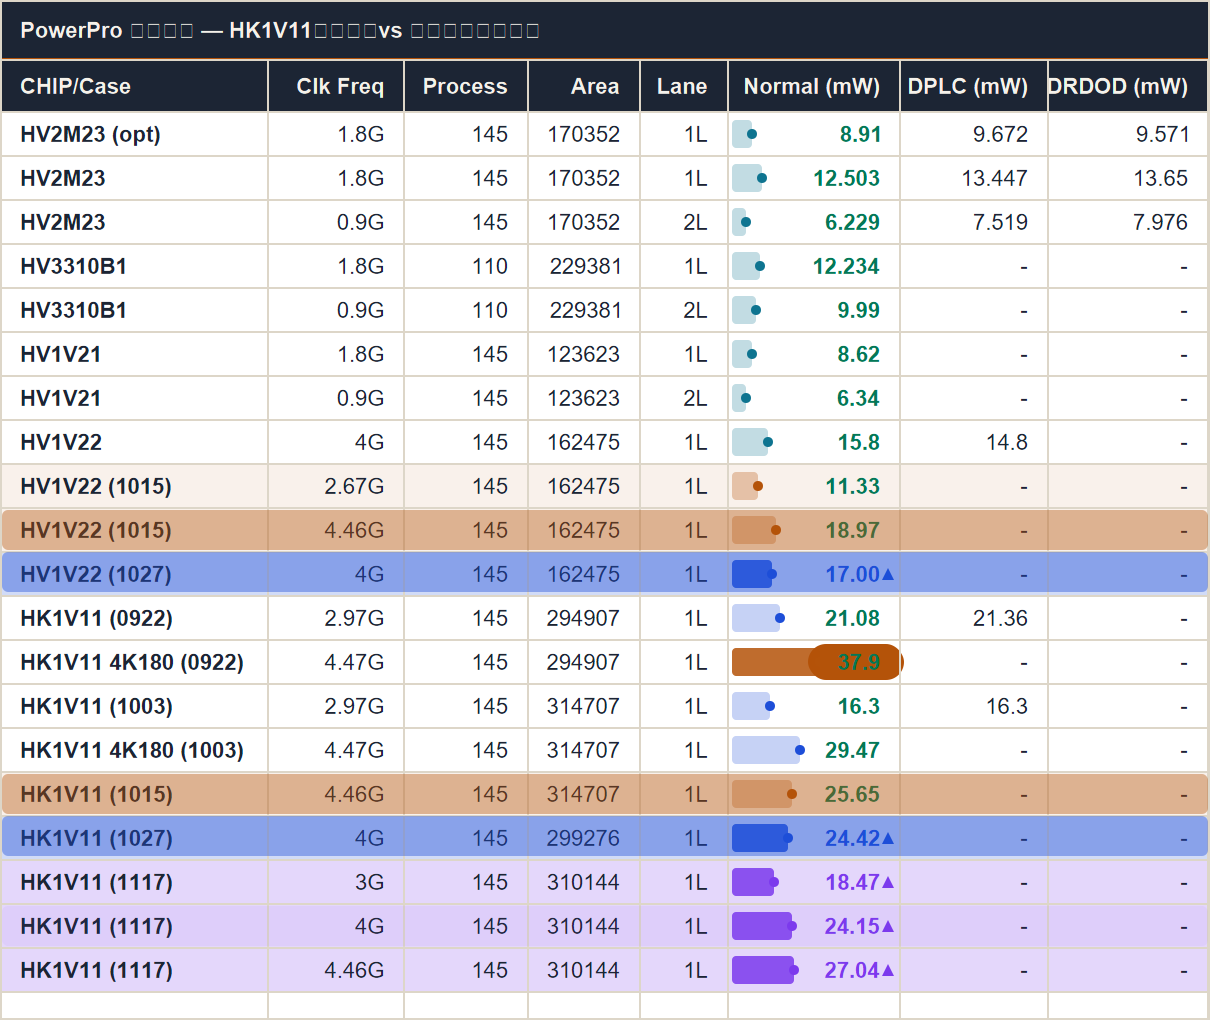 PowerPro — HK1V11 vs
CHIP/Case Clk Freq Process Area Lane Normal (mW) DPLC (mW) DRDOD (mW)
HV2M23 (opt) 1.8G 145 170352 1L 8.91 9.672 9.571
HV2M23 1.8G 145 170352 1L 12.503 13.447 13.65
HV2M23 0.9G 145 170352 2L 6.229 7.519 7.976
HV3310B1 1.8G 110 229381 1L 12.234 - -
HV3310B1 0.9G 110 229381 2L 9.99 - -
HV1V21 1.8G 145 123623 1L 8.62 - -
HV1V21 0.9G 145 123623 2L 6.34 - -
HV1V22 4G 145 162475 1L 15.8 14.8 -
HV1V22 (1015) 2.67G 145 162475 1L 11.33 - -
HV1V22 (1015) 4.46G 145 162475 1L 18.97 - -
HV1V22 (1027) 4G 145 162475 1L 17.00▲ - -
HK1V11 (0922) 2.97G 145 294907 1L 21.08 21.36 -
HK1V11 4K180 (0922) 4.47G 145 294907 1L 37.9 - -
HK1V11 (1003) 2.97G 145 314707 1L 16.3 16.3 -
HK1V11 4K180 (1003) 4.47G 145 314707 1L 29.47 - -
HK1V11 (1015) 4.46G 145 314707 1L 25.65 - -
HK1V11 (1027) 4G 145 299276 1L 24.42▲ - -
HK1V11 (1117) 3G 145 310144 1L 18.47▲ - -
HK1V11 (1117) 4G 145 310144 1L 24.15▲ - -
HK1V11 (1117) 4.46G 145 310144 1L 27.04▲ - -